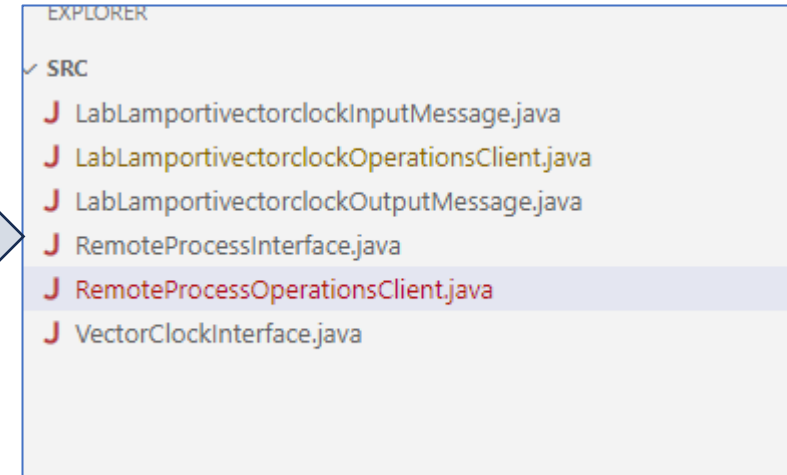 EXPLORER
SRC
J LabLamportivectorclockInputMessage.java
J LabLamportivectorclockOperationsClient.java
J LabLamportivectorclockOutputMessage.java
J RemoteProcessInterface.java
J RemoteProcessOperationsClient.java
J VectorClockInterface.java